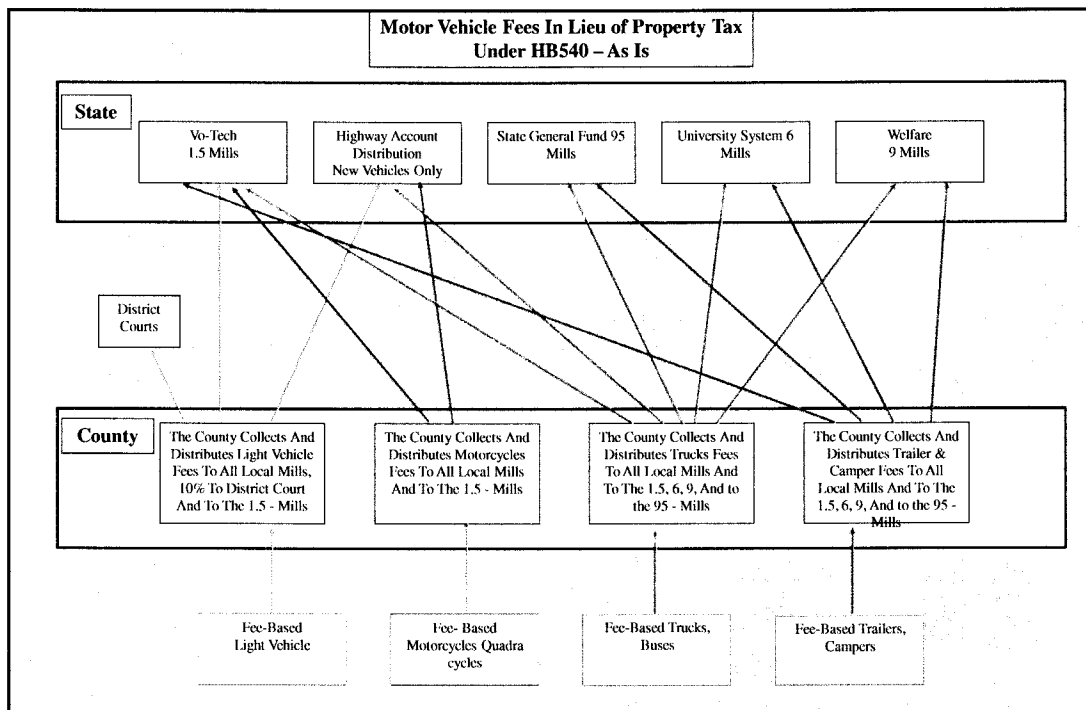 Motor Vehicle Fees In Lieu of Property Tax
Under HB540 – As Is
State
Vo-Tech
1.5 Mills
Highway Account
Distribution
New Vehicles Only
State General Fund 95
Mills
University System 6
Mills
Welfare
9 Mills
District
Courts
County
The County Collects And
Distributes Light Vehicle
Fees To All Local Mills,
10% To District Court
And To The 1.5 - Mills
The County Collects And
Distributes Motorcycles
Fees To All Local Mills
And To The 1.5 - Mills
The County Collects And
Distributes Trucks Fees
To All Local Mills And
To The 1.5, 6, 9, And to
the 95 - Mills
The County Collects And
Distributes Trailer &
Camper Fees To All
Local Mills And To The
1.5, 6, 9, And to the 95 -
Mills
Fee-Based
Light Vehicle
Fee- Based
Motorcycles Quadra
cycles
Fee-Based Trucks,
Buses
Fee-Based Trailers,
Campers